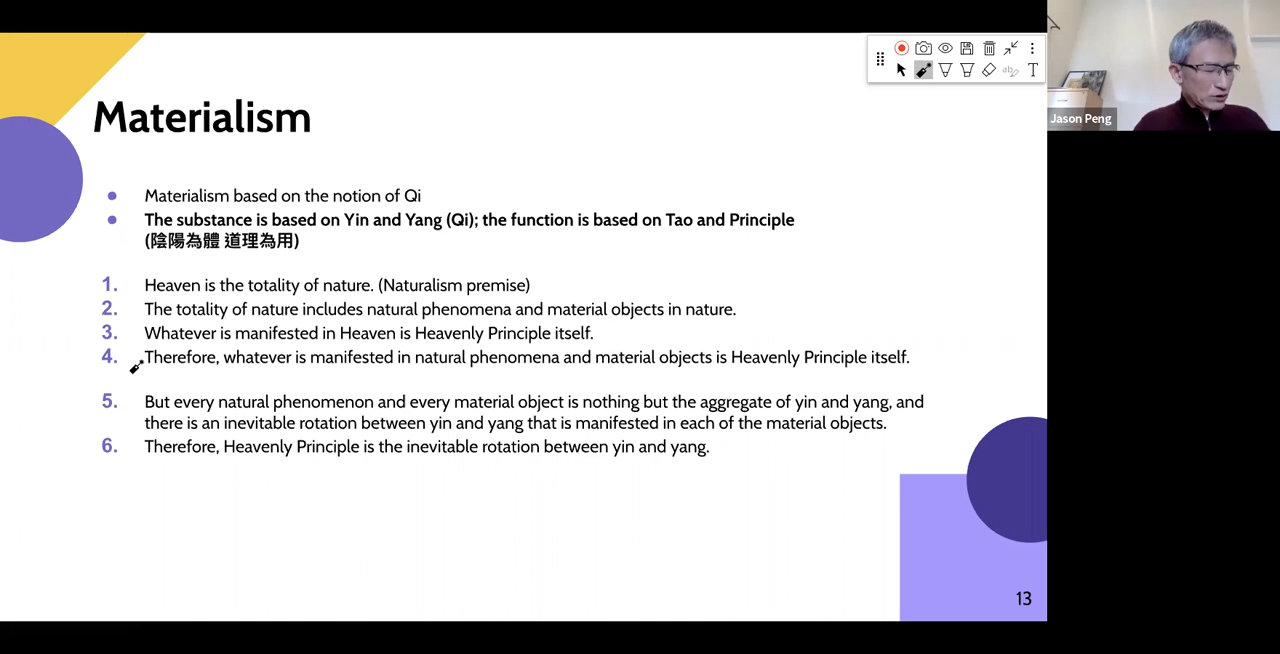 Materialism
Jason Peng
Materialism based on the notion of Qi
The substance is based on Yin and Yang (Qi); the function is based on Tao and Principle
(陰陽為體 道理為用)
1. Heaven is the totality of nature. (Naturalism premise)
2. The totality of nature includes natural phenomena and material objects in nature.
3. Whatever is manifested in Heaven is Heavenly Principle itself.
4. Therefore, whatever is manifested in natural phenomena and material objects is Heavenly Principle itself.
5. But every natural phenomenon and every material object is nothing but the aggregate of yin and yang, and
there is an inevitable rotation between yin and yang that is manifested in each of the material objects.
6. Therefore, Heavenly Principle is the inevitable rotation between yin and yang.
13